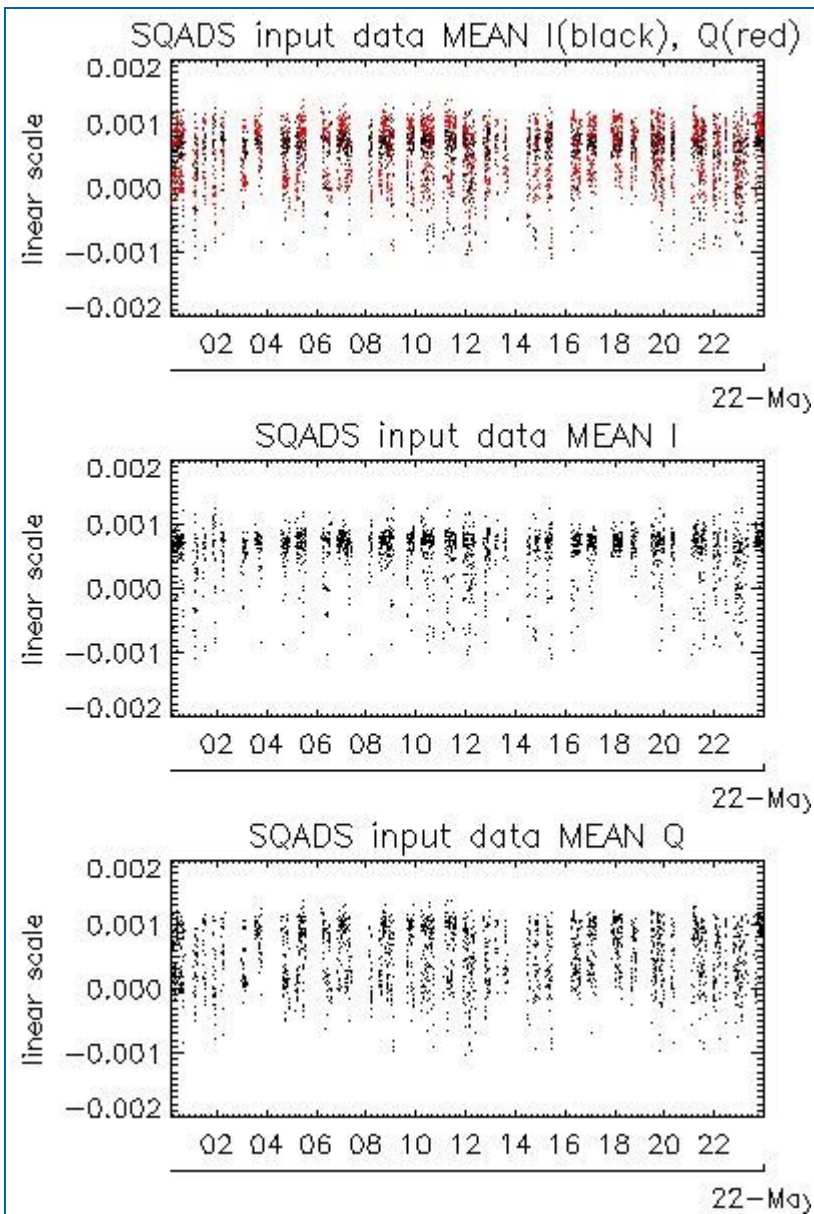 SQADS input data MEAN I(black), Q(red)
0.002
0.001
0.000
-0.001
-0.002
linear scale
02 04 06 08 10 12 14 16 18 20 22
22-May
SQADS input data MEAN I
0.002
0.001
0.000
-0.001
-0.002
linear scale
02 04 06 08 10 12 14 16 18 20 22
22-May
SQADS input data MEAN Q
0.002
0.001
0.000
-0.001
-0.002
linear scale
02 04 06 08 10 12 14 16 18 20 22
22-May